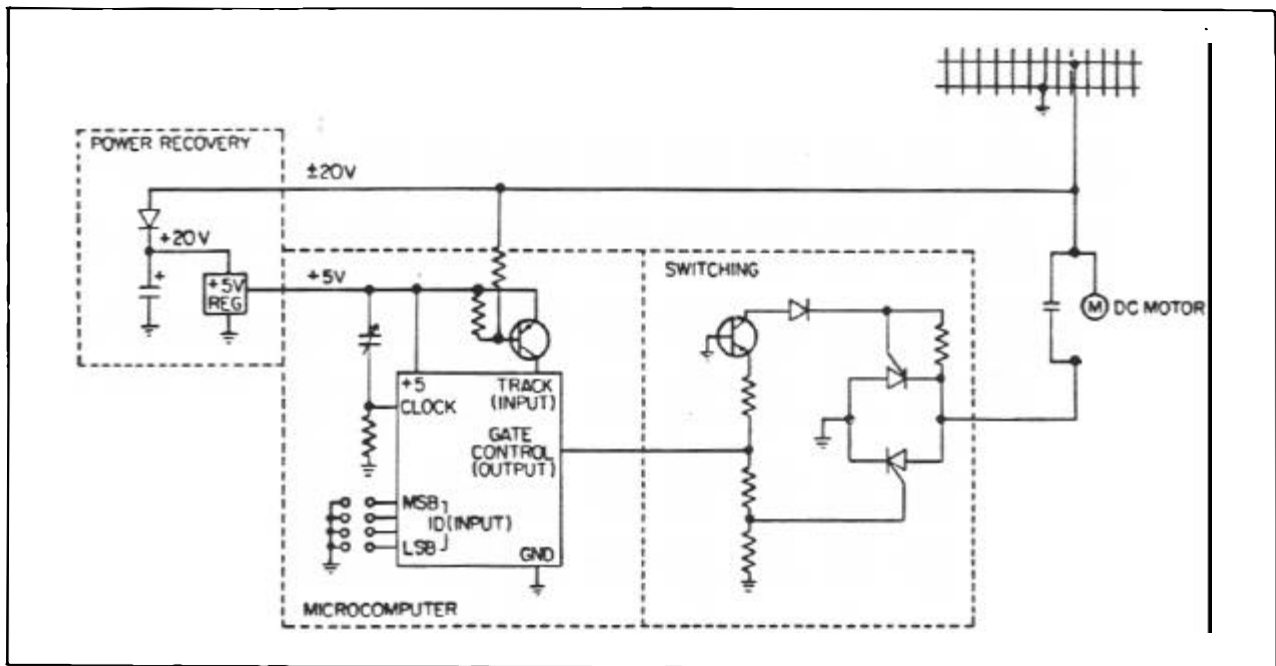 POWER RECOVERY
±20V
+20V
+5V
REG
+5V
SWITCHING
M
DC MOTOR
+5
TRACK
(INPUT)
CLOCK
GATE
CONTROL
(OUTPUT)
MSB
ID(INPUT)
LSB
GND
MICROCOMPUTER